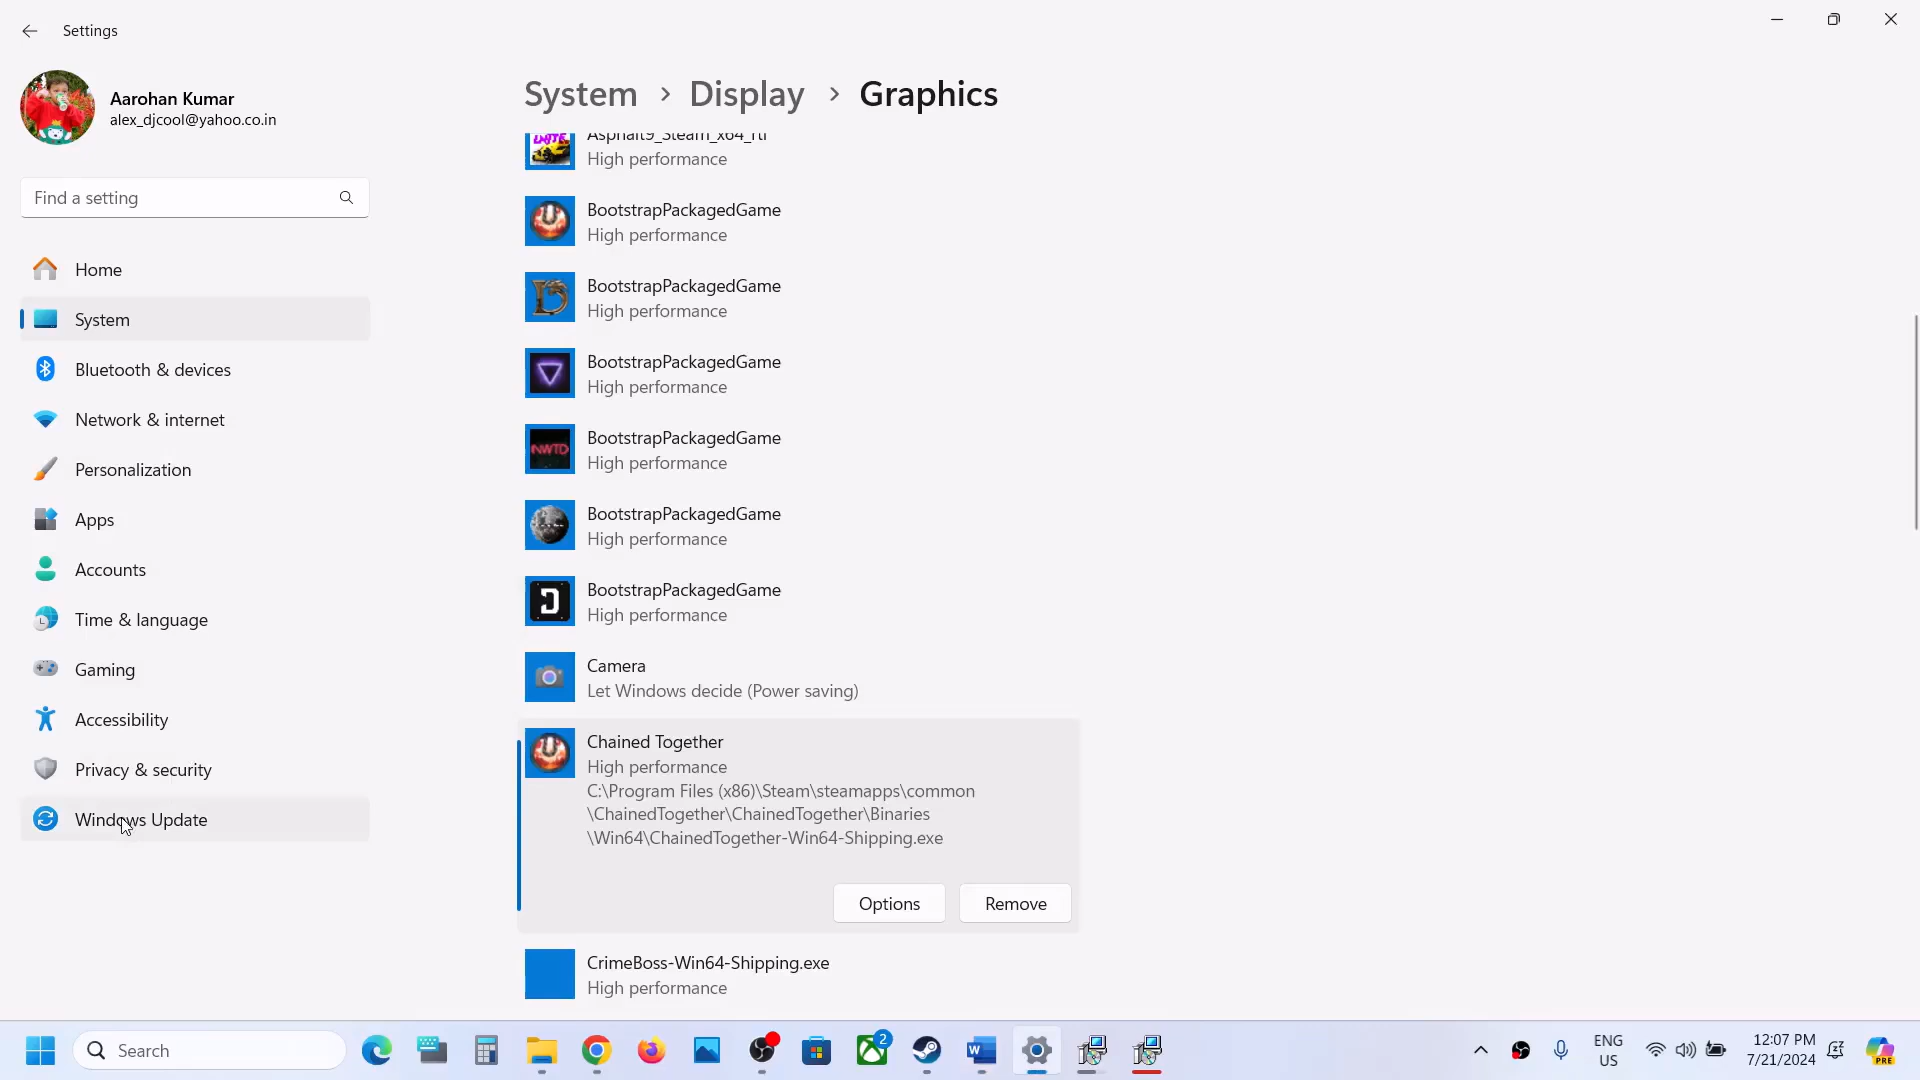 Settings
Aarohan Kumar
alex_djcool@yahoo.co.in
Find a setting
Home
System
Bluetooth & devices
Network & internet
Personalization
Apps
Accounts
Time & language
Gaming
Accessibility
Privacy & security
Windows Update
System > Display > Graphics
Asphalt9_Steam_x64_rtl
High performance
BootstrapPackagedGame
High performance
BootstrapPackagedGame
High performance
BootstrapPackagedGame
High performance
NWTD
BootstrapPackagedGame
High performance
BootstrapPackagedGame
High performance
BootstrapPackagedGame
High performance
Camera
Let Windows decide (Power saving)
Chained Together
High performance
C:\Program Files (x86)\Steam\steamapps\common
\ChainedTogether\ChainedTogether\Binaries
\Win64\ChainedTogether-Win64-Shipping.exe
Options
Remove
CrimeBoss-Win64-Shipping.exe
High performance
Search
2
ENG
US
12:07 PM
7/21/2024
PRE